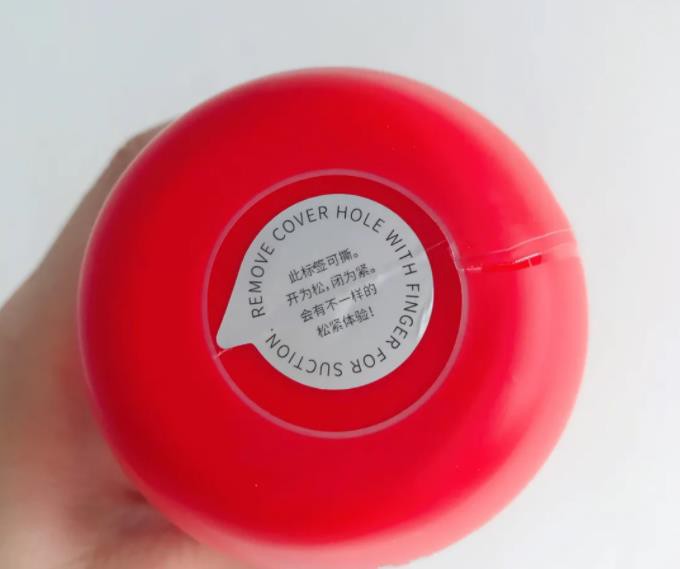 REMOVE COVER HOLE WITH FINGER FOR SUCTION.
此标签可撕。
开为松,闭为紧。
会有不一样的
松紧体验!